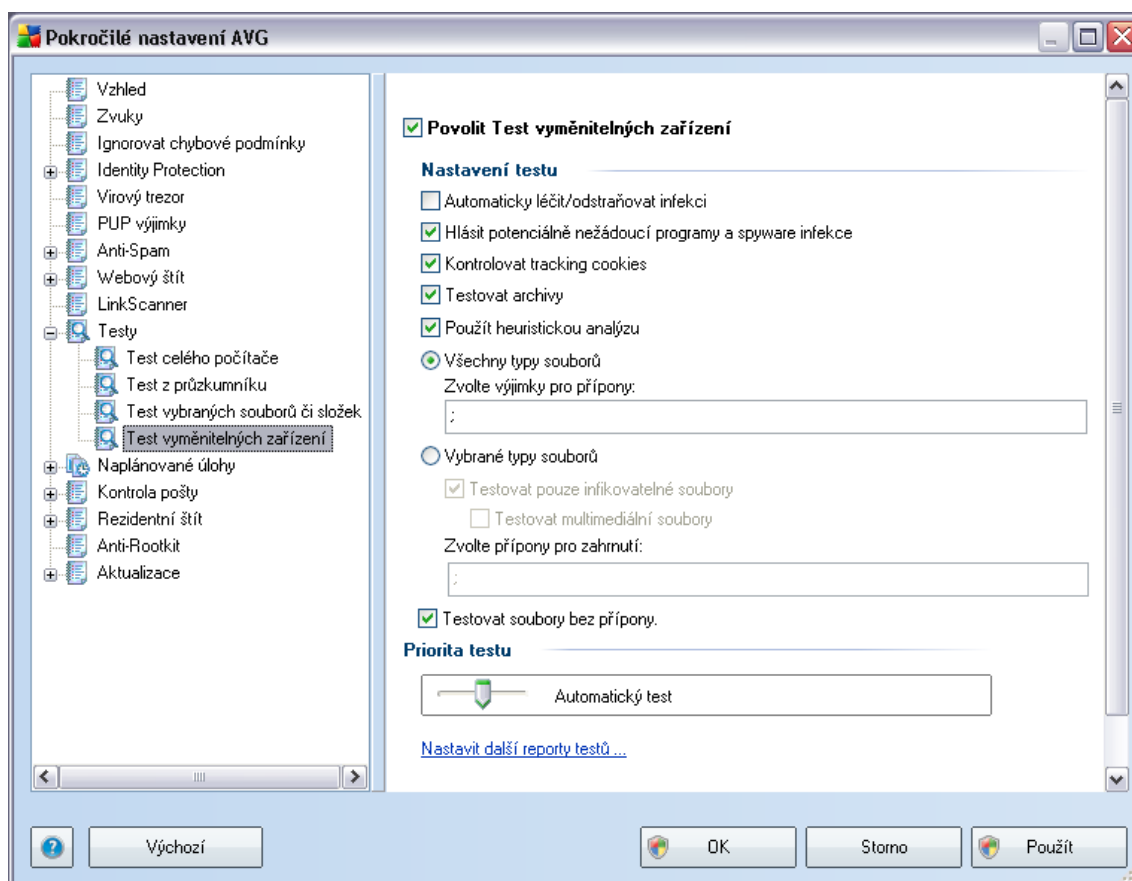 Pokročilé nastavení AVG
Vzhled
Zvuky
Ignorovat chybové podmínky
Identity Protection
Virový trezor
PUP výjimky
Anti-Spam
Webový štít
LinkScanner
Testy
Test celého počítače
Test z průzkumníku
Test vybraných souborů či složek
Test vyměnitelných zařízení
Naplánované úlohy
Kontrola pošty
Rezidentní štít
Anti-Rootkit
Aktualizace
Povolit Test vyměnitelných zařízení
Nastavení testu
Automaticky léčit/odstraňovat infekci
Hlásit potenciálně nežádoucí programy a spyware infekce
Kontrolovat tracking cookies
Testovat archivy
Použít heuristickou analýzu
Všechny typy souborů
Zvolte výjimky pro přípony:
;
Vybrané typy souborů
Testovat pouze infikovatelné soubory
Testovat multimediální soubory
Zvolte přípony pro zahrnutí:
;
Testovat soubory bez přípony.
Priorita testu
Automatický test
Nastavit další reporty testů ...
?
Výchozí
OK
Storno
Použít